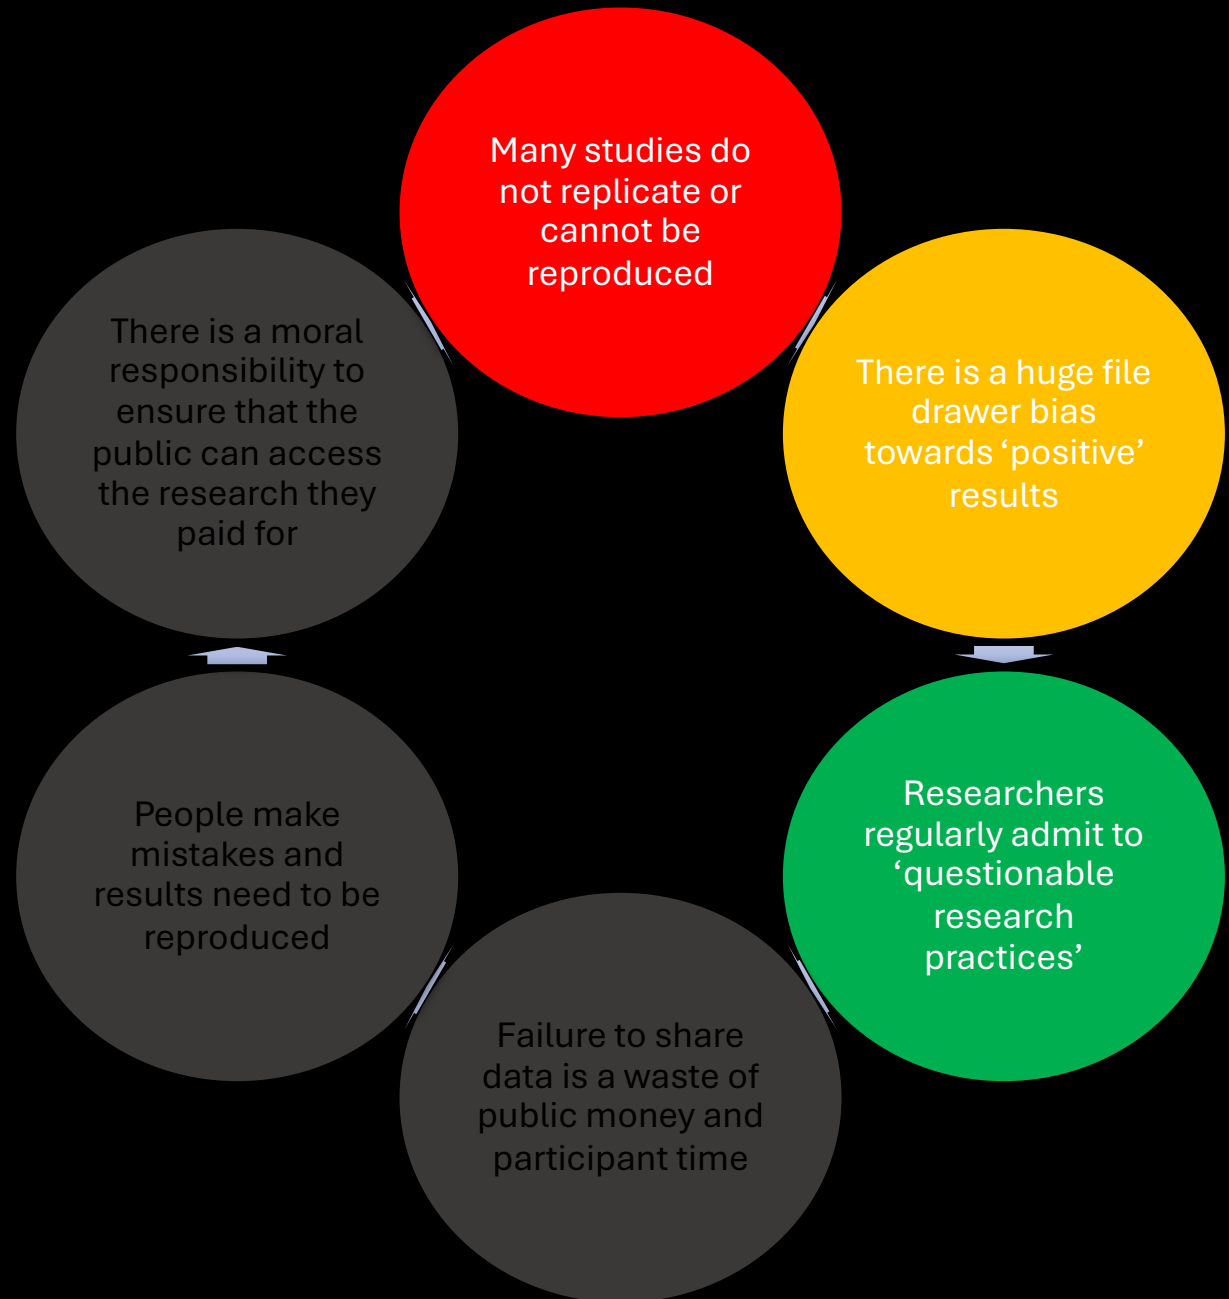 Many studies do
not replicate or
cannot be
reproduced
There is a huge file
drawer bias
towards ‘positive’
results
Researchers
regularly admit to
‘questionable
research
practices’
Failure to share
data is a waste of
public money and
participant time
People make
mistakes and
results need to be
reproduced
There is a moral
responsibility to
ensure that the
public can access
the research they
paid for